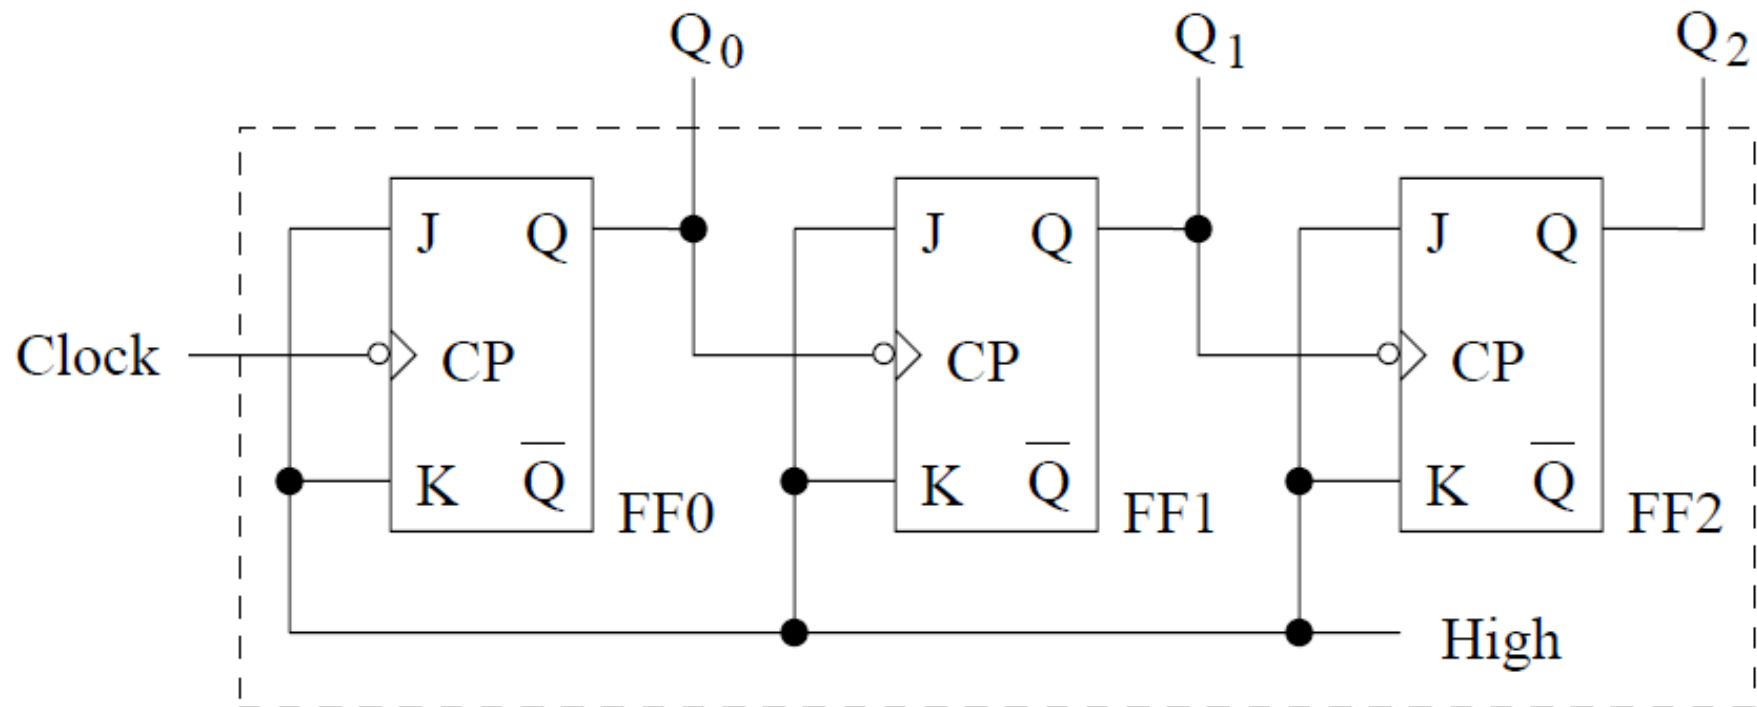 Q0 Q1 Q2
J Q J Q J Q
Clock CP CP CP
K Q̅ FF0 K Q̅ FF1 K Q̅ FF2
High